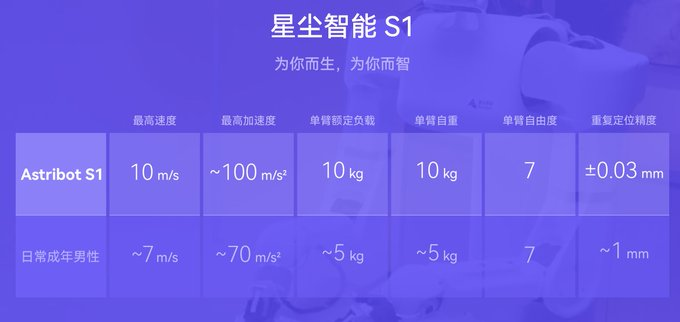 星尘智能 S1
为你而生，为你而智
最高速度 最高加速度 单臂额定负载 单臂自重 单臂自由度 重复定位精度
Astribot S1 10 m/s ~100 m/s² 10 kg 10 kg 7 ±0.03 mm
日常成年男性 ~7 m/s ~70 m/s² ~5 kg ~5 kg 7 ~1 mm